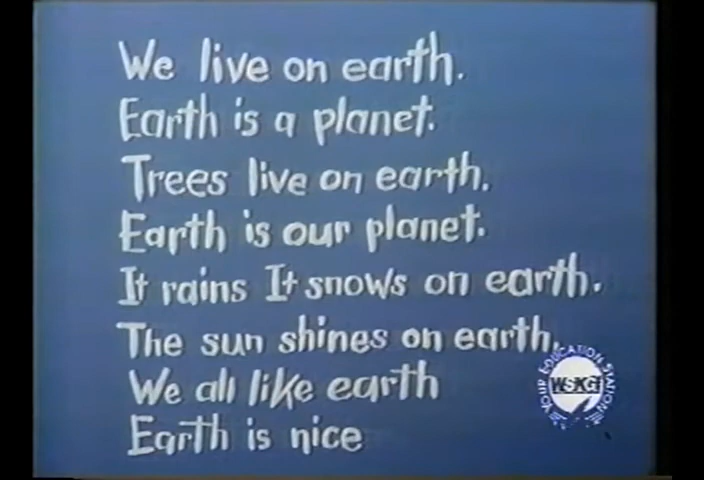 We live on earth.
Earth is a planet.
Trees live on earth.
Earth is our planet.
It rains It snows on earth.
The sun shines on earth.
We all like earth
Earth is nice
YOUR EDUCATION STATION
WSKG